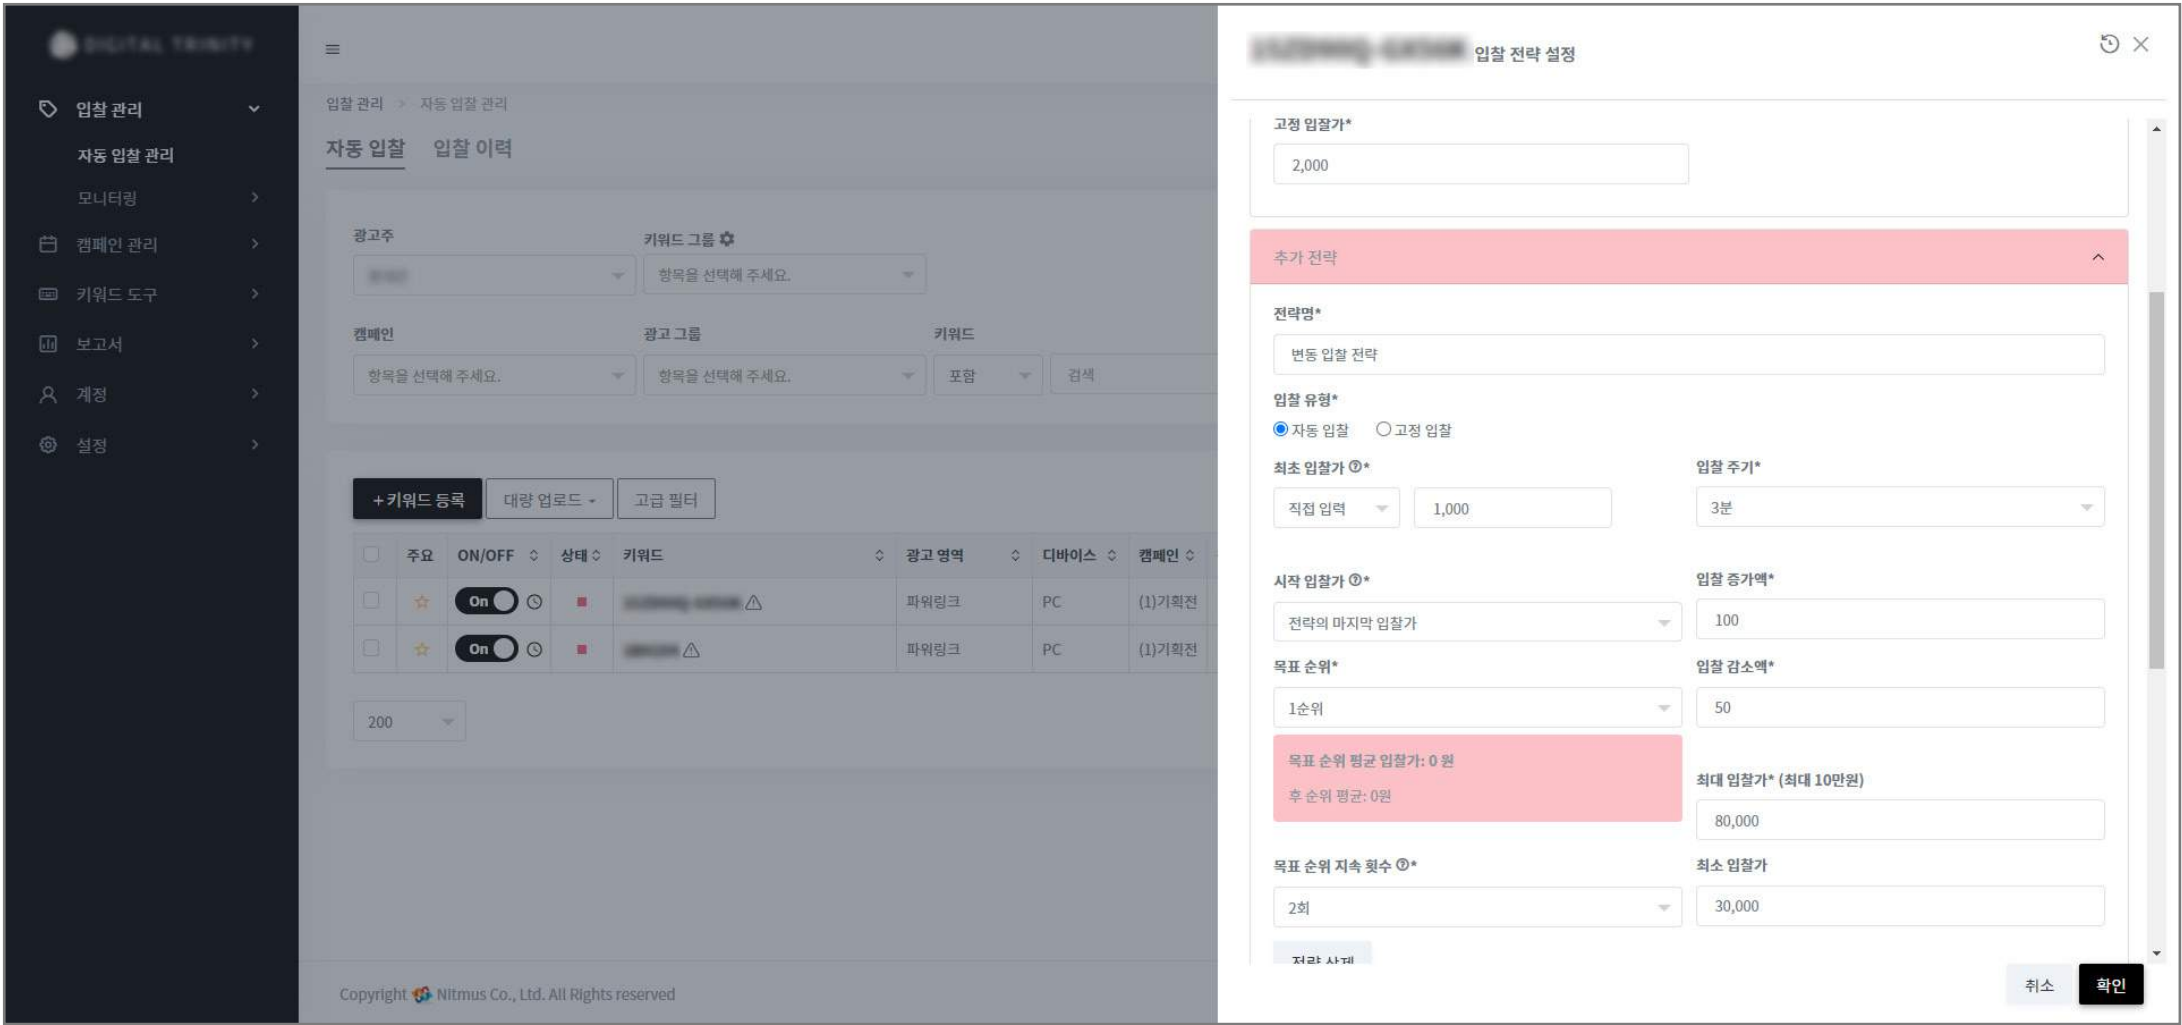 입찰 관리
자동 입찰 관리
모니터링
캠페인 관리
키워드 도구
보고서
계정
설정
입찰 관리 > 자동 입찰 관리
자동 입찰 입찰 이력
광고주 키워드 그룹
항목을 선택해 주세요.
캠페인 광고 그룹 키워드
항목을 선택해 주세요. 항목을 선택해 주세요. 포함 검색
+키워드 등록 대량 업로드 고급 필터
주요 ON/OFF 상태 키워드 광고 영역 디바이스 캠페인
On 파워링크 PC (1)기획전
On 파워링크 PC (1)기획전
200
Copyright Nitmus Co., Ltd. All Rights reserved
입찰 전략 설정
고정 입찰가*
2,000
추가 전략
전략명*
변동 입찰 전략
입찰 유형*
자동 입찰 고정 입찰
최초 입찰가 ?* 입찰 주기*
직접 입력 1,000 3분
시작 입찰가 ?* 입찰 증가액*
전략의 마지막 입찰가 100
목표 순위* 입찰 감소액*
1순위 50
목표 순위 평균 입찰가: 0 원
후 순위 평균: 0원
최대 입찰가* (최대 10만원)
80,000
목표 순위 지속 횟수 ?* 최소 입찰가
2회 30,000
전략 삭제
취소 확인